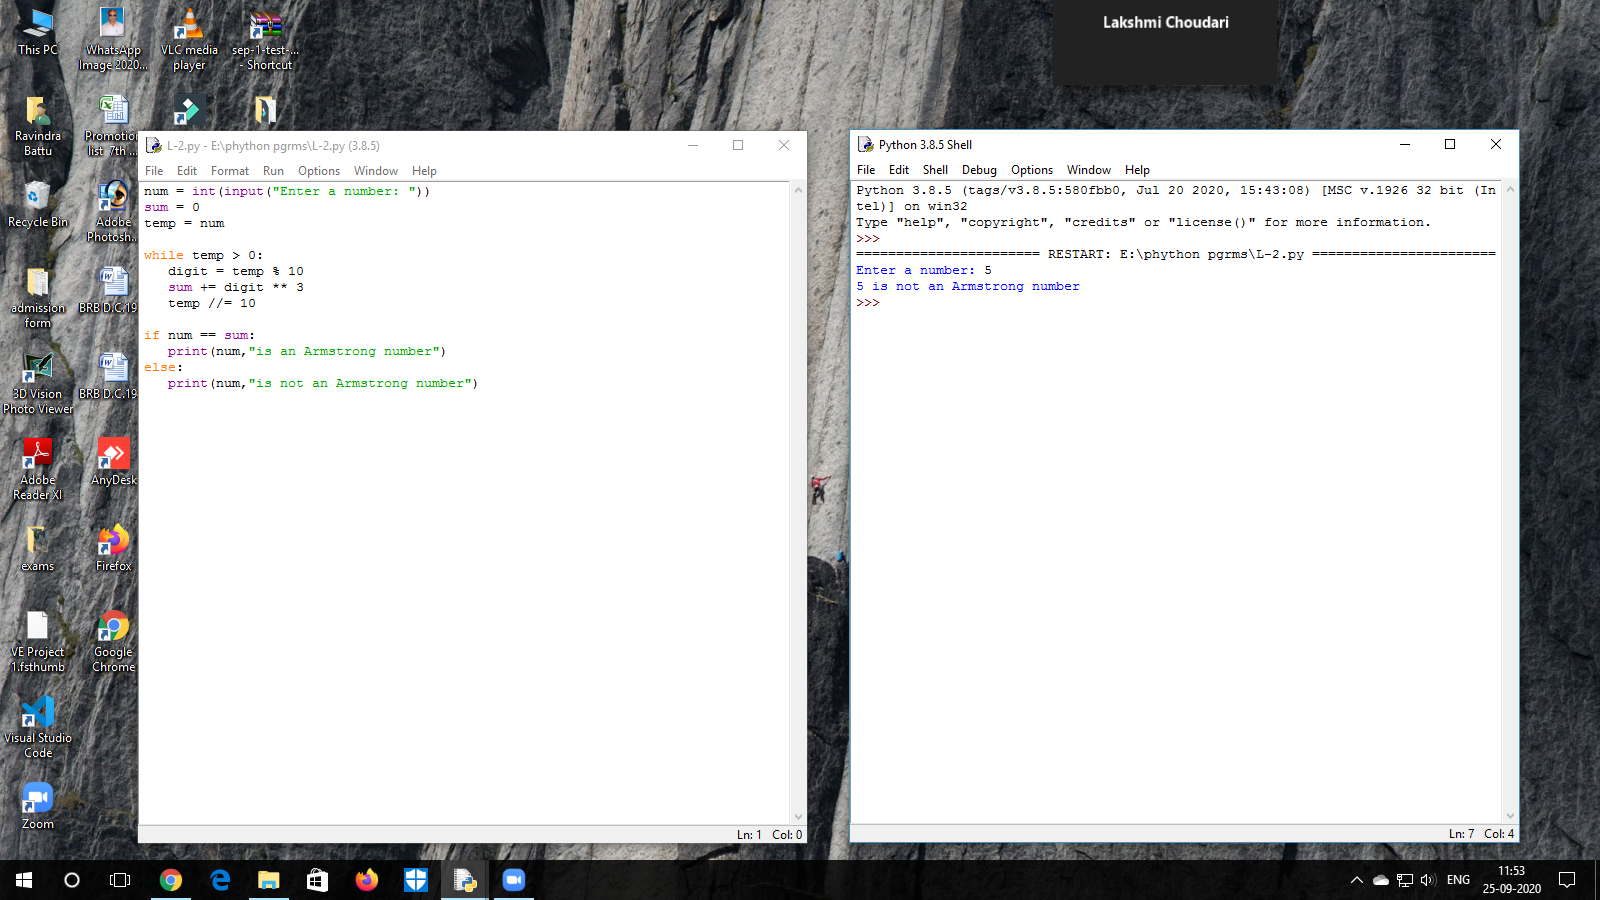 Lakshmi Choudari
This PC
WhatsApp
Image 2020...
VLC media
player
sep-1-test-...
- Shortcut
Ravindra
Battu
Promotion
list 7th ...
Recycle Bin
Adobe
Photosh...
admission
form
BRB D.C.19
3D Vision
Photo Viewer
BRB D.C.19
Adobe
Reader XI
AnyDesk
exams
Firefox
VE Project
1.fsthumb
Google
Chrome
Visual Studio
Code
Zoom
L-2.py - E:\phython pgrms\L-2.py (3.8.5)
File Edit Format Run Options Window Help
num = int(input("Enter a number: "))
sum = 0
temp = num
while temp > 0:
   digit = temp % 10
   sum += digit ** 3
   temp //= 10
if num == sum:
   print(num,"is an Armstrong number")
else:
   print(num,"is not an Armstrong number")
Ln: 1 Col: 0
Python 3.8.5 Shell
File Edit Shell Debug Options Window Help
Python 3.8.5 (tags/v3.8.5:580fbb0, Jul 20 2020, 15:43:08) [MSC v.1926 32 bit (In
tel)] on win32
Type "help", "copyright", "credits" or "license()" for more information.
>>>
======================= RESTART: E:\phython pgrms\L-2.py =======================
Enter a number: 5
5 is not an Armstrong number
>>>
Ln: 7 Col: 4
ENG
11:53
25-09-2020